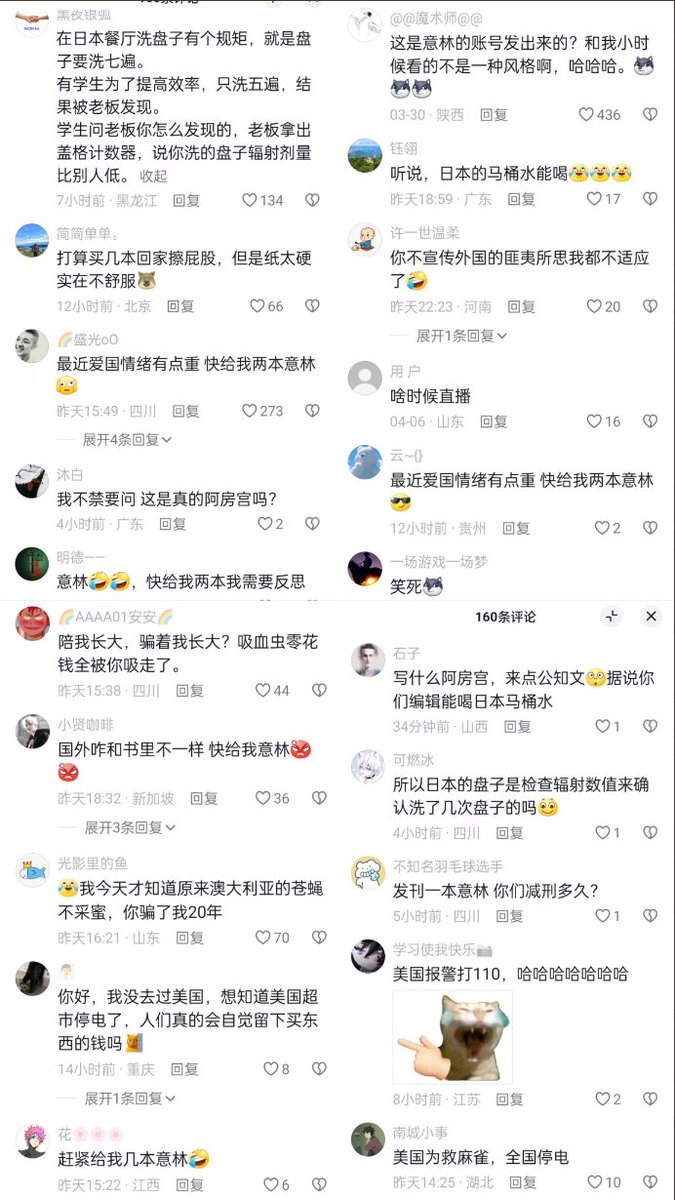 160条评论
黑夜银弧
在日本餐厅洗盘子有个规矩，就是盘
子要洗七遍。
有学生为了提高效率，只洗五遍，结
果被老板发现。
学生问老板你怎么发现的，老板拿出
盖格计数器，说你洗的盘子辐射剂量
比别人低。 收起
7小时前 · 黑龙江 回复 134
简简单单。
打算买几本回家擦屁股，但是纸太硬
实在不舒服
12小时前 · 北京 回复 66
🌈盛光oO
最近爱国情绪有点重 快给我两本意林
🫣
昨天15:49 · 四川 回复 273
展开4条回复
沐白
我不禁要问 这是真的阿房宫吗？
4小时前 · 广东 回复 2
明德一一
意林😂😂，快给我两本我需要反思
@@魔术师@@
这是意林的账号发出来的？和我小时
候看的不是一种风格啊，哈哈哈。
03-30 · 陕西 回复 436
钰翎
听说，日本的马桶水能喝😂😂😂
昨天18:59 · 广东 回复 17
许一世温柔
你不宣传外国的匪夷所思我都不适应
了🤣
昨天22:23 · 河南 回复 20
展开1条回复
用 户
啥时候直播
04-06 · 山东 回复 16
云~{}
最近爱国情绪有点重 快给我两本意林
😎
12小时前 · 贵州 回复 2
一场游戏一场梦
笑死
🌈AAAA01安安🌈
陪我长大，骗着我长大？吸血虫零花
钱全被你吸走了。
昨天15:38 · 四川 回复 44
小贤咖啡
国外咋和书里不一样 快给我意林😡
😡
昨天18:32 · 新加坡 回复 36
展开3条回复
光影里的鱼
😂我今天才知道原来澳大利亚的苍蝇
不采蜜，你骗了我20年
昨天16:21 · 山东 回复 70
你好，我没去过美国，想知道美国超
市停电了，人们真的会自觉留下买东
西的钱吗
14小时前 · 重庆 回复 8
展开1条回复
花🌸🌸🌸
赶紧给我几本意林🤣
昨天15:22 · 江西 回复 6
160条评论
石子
写什么阿房宫，来点公知文据说你
们编辑能喝日本马桶水
34分钟前 · 山西 回复 1
可燃冰
所以日本的盘子是检查辐射数值来确
认洗了几次盘子的吗
4小时前 · 四川 回复 1
不知名羽毛球选手
发刊一本意林 你们减刑多久？
5小时前 · 四川 回复 1
学习使我快乐📷
美国报警打110，哈哈哈哈哈哈哈
8小时前 · 江苏 回复 2
南城小事
美国为救麻雀，全国停电
昨天14:25 · 湖北 回复 10